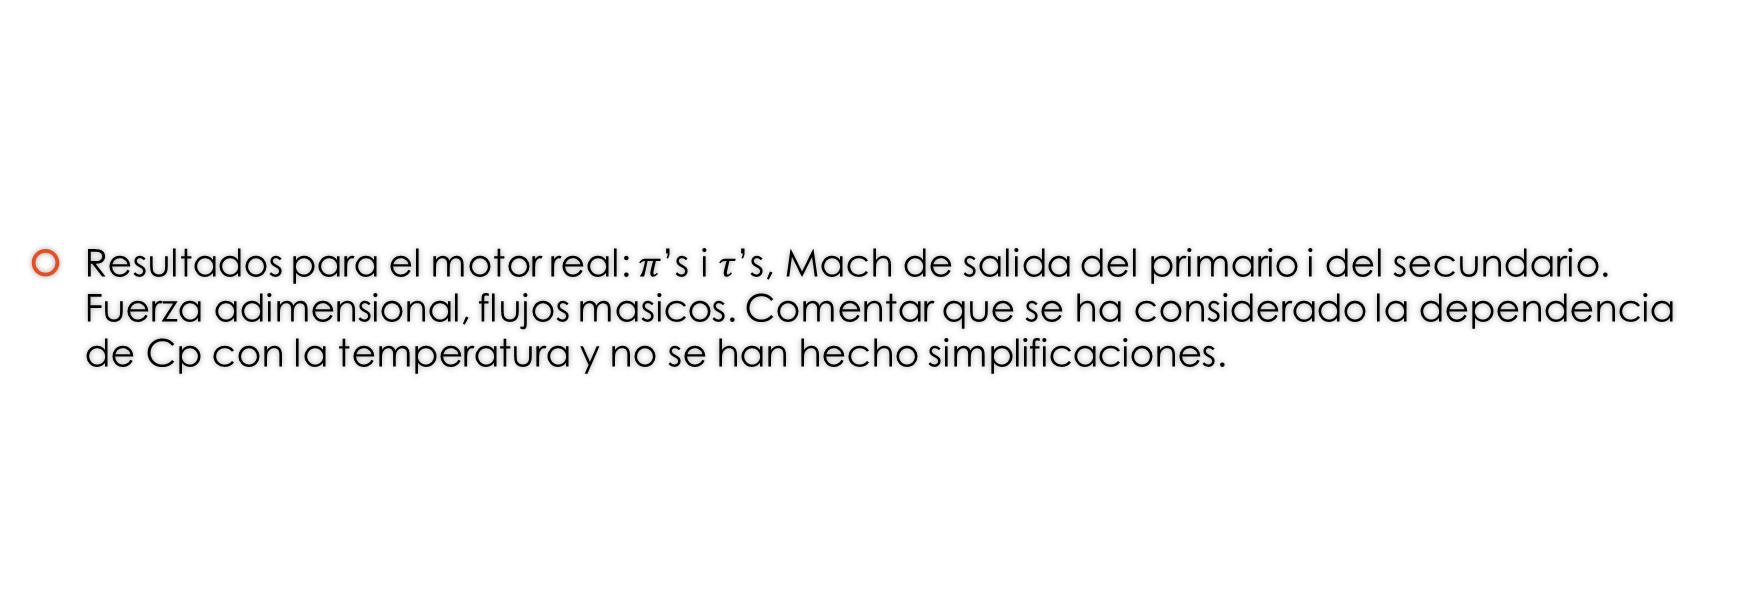 Resultados para el motor real: 𝜋's i 𝜏's, Mach de salida del primario i del secundario.
Fuerza adimensional, flujos masicos. Comentar que se ha considerado la dependencia
de Cp con la temperatura y no se han hecho simplificaciones.